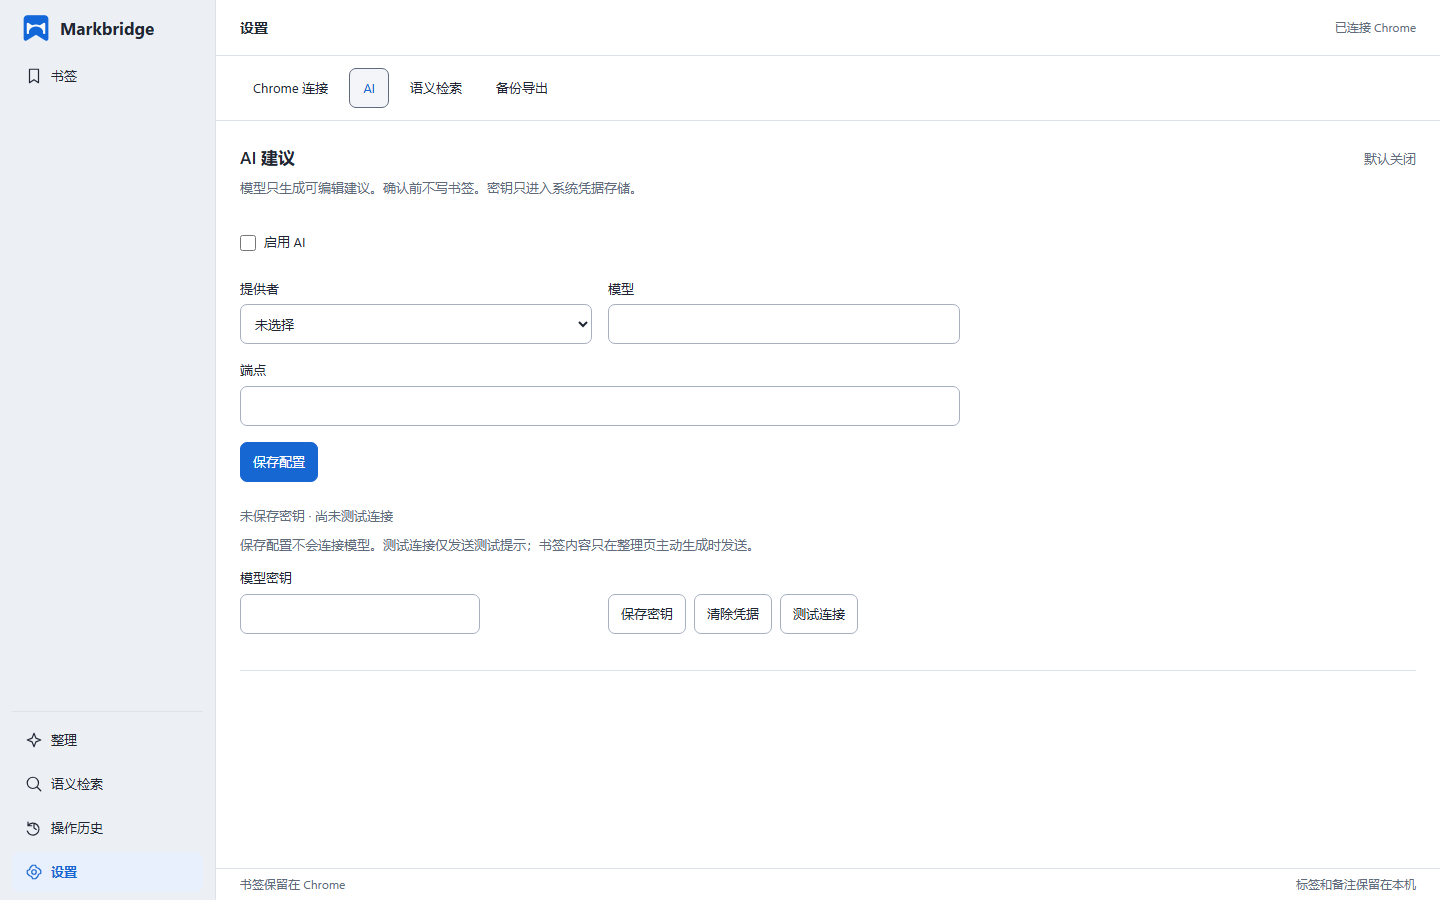 Markbridge
书签
整理
语义检索
操作历史
设置
设置
已连接 Chrome
Chrome 连接
AI
语义检索
备份导出
AI 建议
默认关闭
模型只生成可编辑建议。确认前不写书签。密钥只进入系统凭据存储。
启用 AI
提供者
模型
未选择
端点
保存配置
未保存密钥 · 尚未测试连接
保存配置不会连接模型。测试连接仅发送测试提示；书签内容只在整理页主动生成时发送。
模型密钥
保存密钥
清除凭据
测试连接
书签保留在 Chrome
标签和备注保留在本机